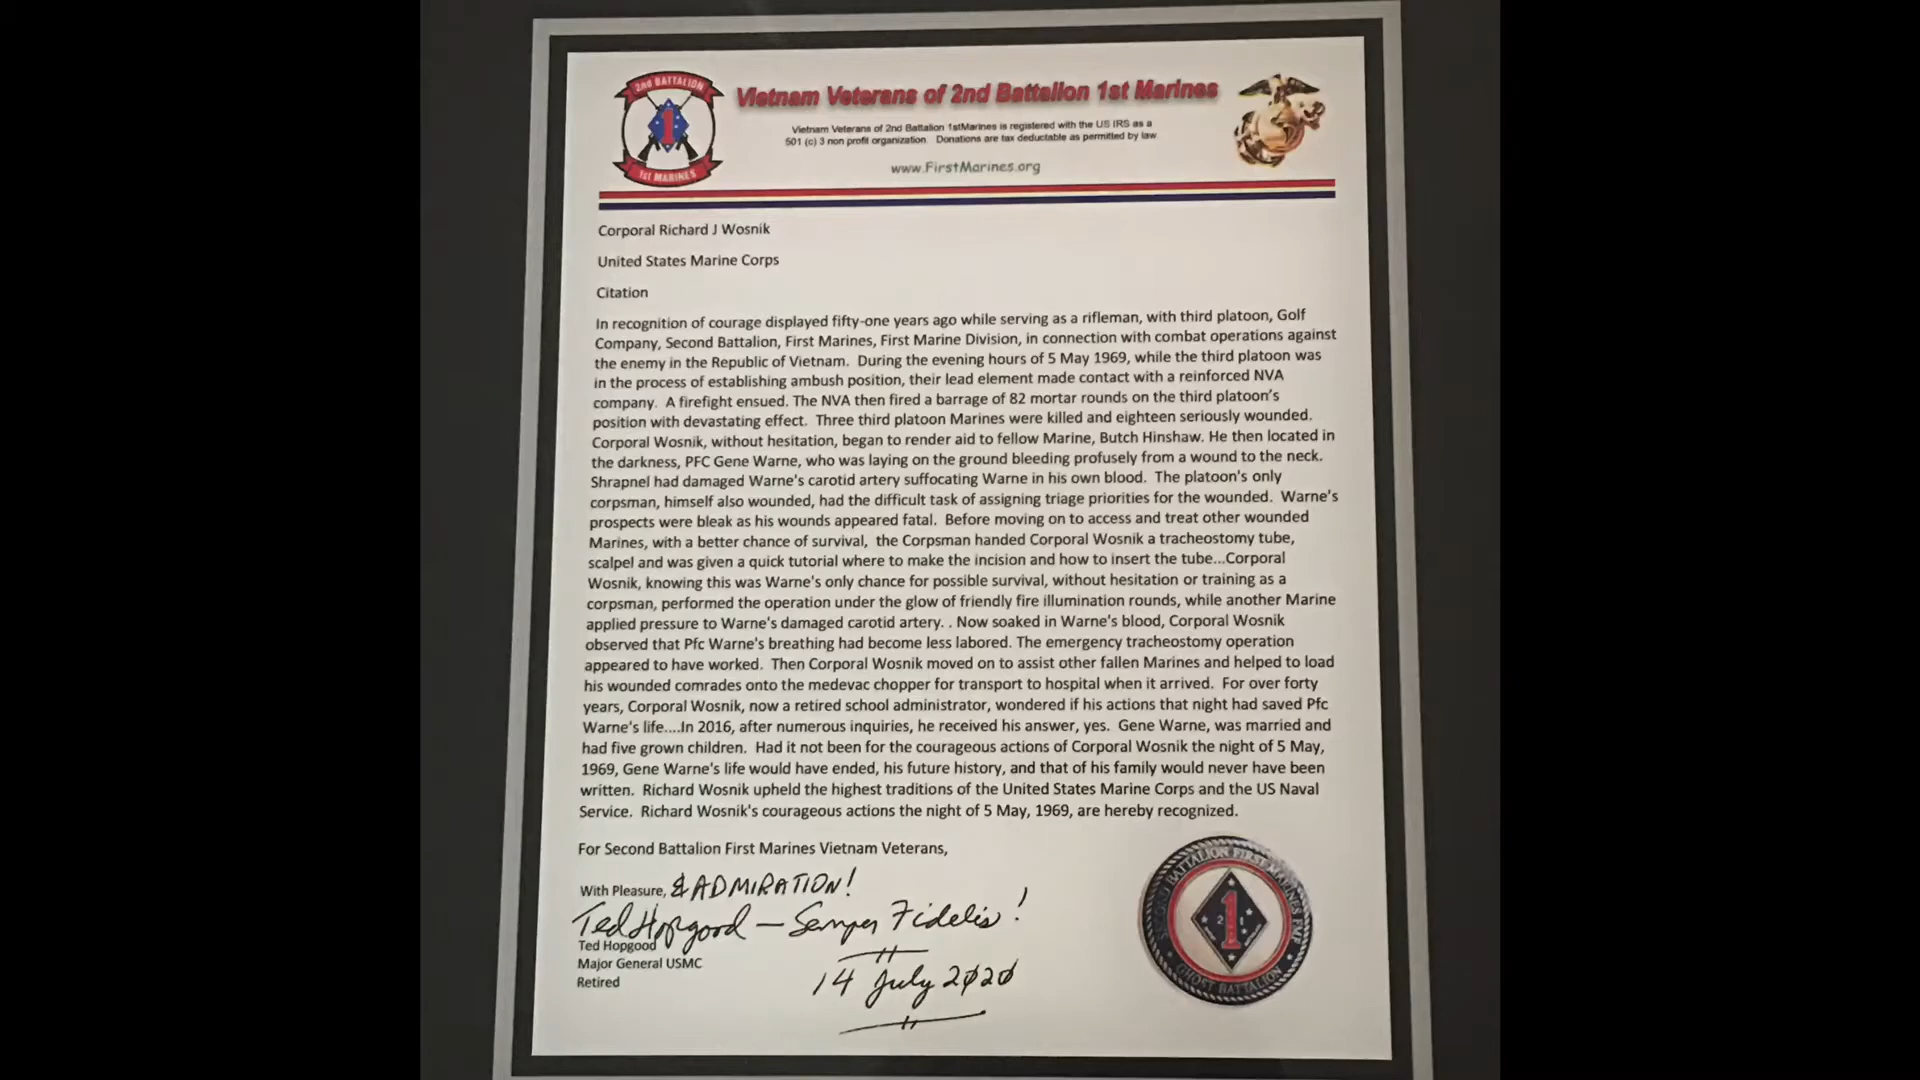 2nd BATTALION
1
1st MARINES
Vietnam Veterans of 2nd Battalion 1st Marines
Vietnam Veterans of 2nd Battalion 1stMarines is registered with the US IRS as a
501 (c) 3 non profit organization. Donations are tax deductable as permitted by law
www.FirstMarines.org
Corporal Richard J Wosnik
United States Marine Corps
Citation
In recognition of courage displayed fifty-one years ago while serving as a rifleman, with third platoon, Golf
Company, Second Battalion, First Marines, First Marine Division, in connection with combat operations against
the enemy in the Republic of Vietnam. During the evening hours of 5 May 1969, while the third platoon was
in the process of establishing ambush position, their lead element made contact with a reinforced NVA
company. A firefight ensued. The NVA then fired a barrage of 82 mortar rounds on the third platoon's
position with devastating effect. Three third platoon Marines were killed and eighteen seriously wounded.
Corporal Wosnik, without hesitation, began to render aid to fellow Marine, Butch Hinshaw. He then located in
the darkness, PFC Gene Warne, who was laying on the ground bleeding profusely from a wound to the neck.
Shrapnel had damaged Warne's carotid artery suffocating Warne in his own blood. The platoon's only
corpsman, himself also wounded, had the difficult task of assigning triage priorities for the wounded. Warne's
prospects were bleak as his wounds appeared fatal. Before moving on to access and treat other wounded
Marines, with a better chance of survival, the Corpsman handed Corporal Wosnik a tracheostomy tube,
scalpel and was given a quick tutorial where to make the incision and how to insert the tube...Corporal
Wosnik, knowing this was Warne's only chance for possible survival, without hesitation or training as a
corpsman, performed the operation under the glow of friendly fire illumination rounds, while another Marine
applied pressure to Warne's damaged carotid artery. . Now soaked in Warne's blood, Corporal Wosnik
observed that Pfc Warne's breathing had become less labored. The emergency tracheostomy operation
appeared to have worked. Then Corporal Wosnik moved on to assist other fallen Marines and helped to load
his wounded comrades onto the medevac chopper for transport to hospital when it arrived. For over forty
years, Corporal Wosnik, now a retired school administrator, wondered if his actions that night had saved Pfc
Warne's life....In 2016, after numerous inquiries, he received his answer, yes. Gene Warne, was married and
had five grown children. Had it not been for the courageous actions of Corporal Wosnik the night of 5 May,
1969, Gene Warne's life would have ended, his future history, and that of his family would never have been
written. Richard Wosnik upheld the highest traditions of the United States Marine Corps and the US Naval
Service. Richard Wosnik's courageous actions the night of 5 May, 1969, are hereby recognized.
For Second Battalion First Marines Vietnam Veterans,
With Pleasure, & ADMIRATION!
Ted Hopgood — Semper Fidelis!
Ted Hopgood
Major General USMC
Retired
14 July 2020
SECOND BATTALION FIRST MARINES FMF
2 1 1
GHOST BATTALION